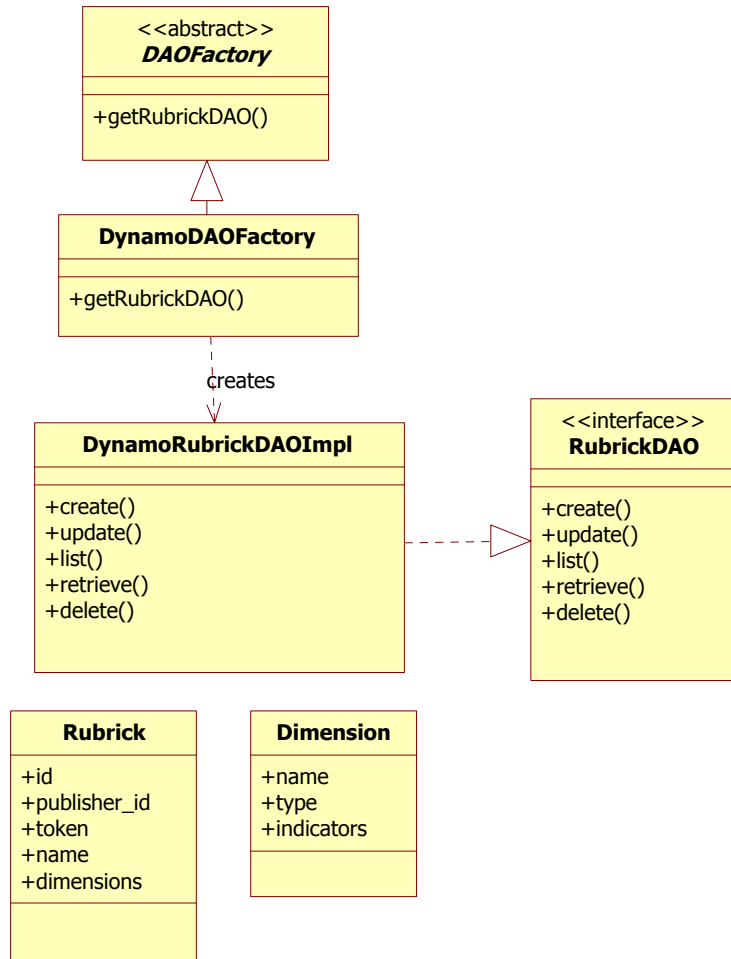 <<abstract>>
DAOFactory
+getRubrickDAO()
DynamoDAOFactory
+getRubrickDAO()
creates
DynamoRubrickDAOImpl
+create()
+update()
+list()
+retrieve()
+delete()
<<interface>>
RubrickDAO
+create()
+update()
+list()
+retrieve()
+delete()
Rubrick
+id
+publisher_id
+token
+name
+dimensions
Dimension
+name
+type
+indicators